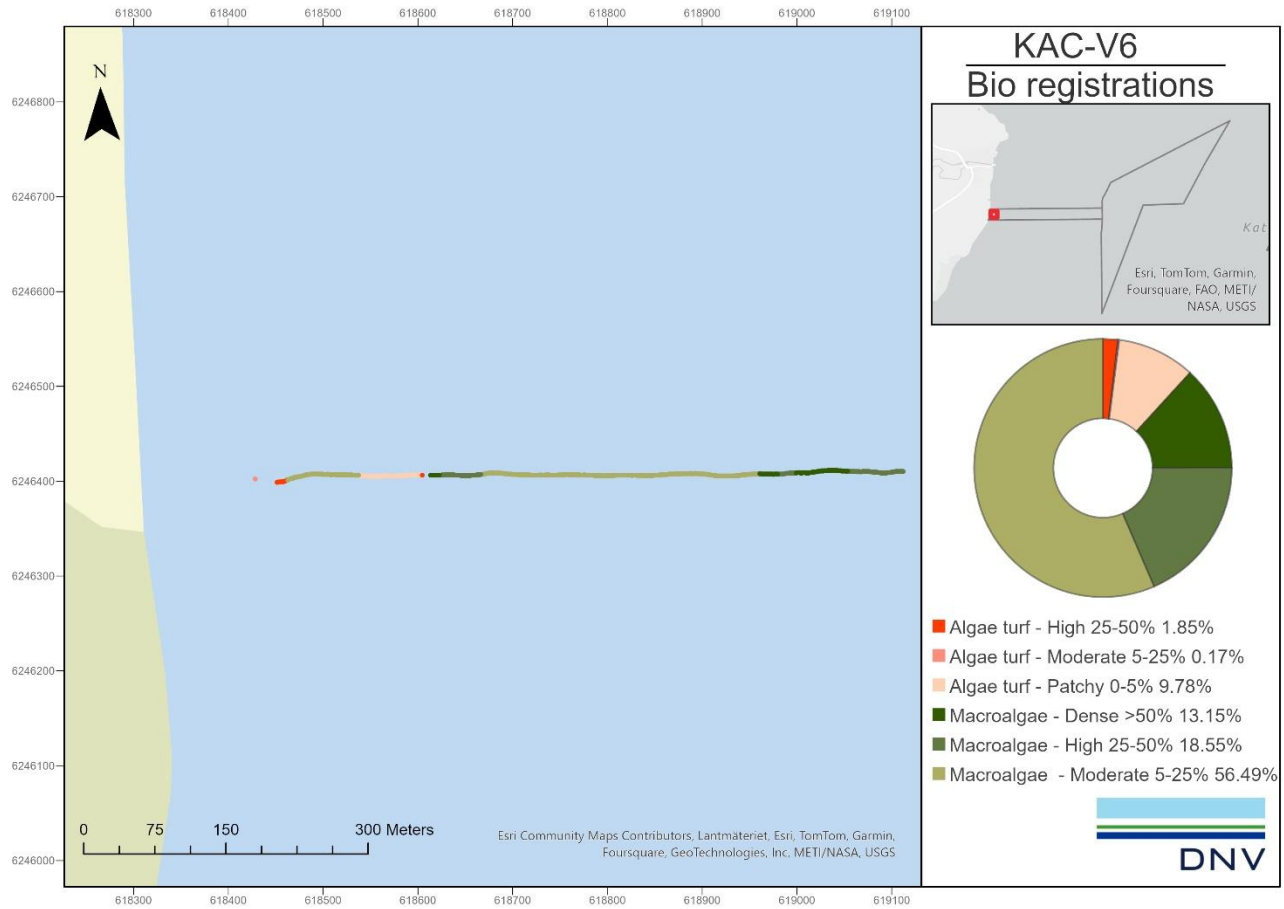 618300 618400 618500 618600 618700 618800 618900 619000 619100
KAC-V6
Bio registrations
N
6246800
6246700
6246600
6246500
6246400
6246300
6246200
6246100
6246000
Kat
Esri, TomTom, Garmin,
Foursquare, FAO, METI/
NASA, USGS
Algae turf - High 25-50% 1.85%
Algae turf - Moderate 5-25% 0.17%
Algae turf - Patchy 0-5% 9.78%
Macroalgae - Dense >50% 13.15%
Macroalgae - High 25-50% 18.55%
Macroalgae - Moderate 5-25% 56.49%
0 75 150 300 Meters
Esri Community Maps Contributors, Lantmäteriet, Esri, TomTom, Garmin,
Foursquare, GeoTechnologies, Inc, METI/NASA, USGS
DNV
618300 618400 618500 618600 618700 618800 618900 619000 619100